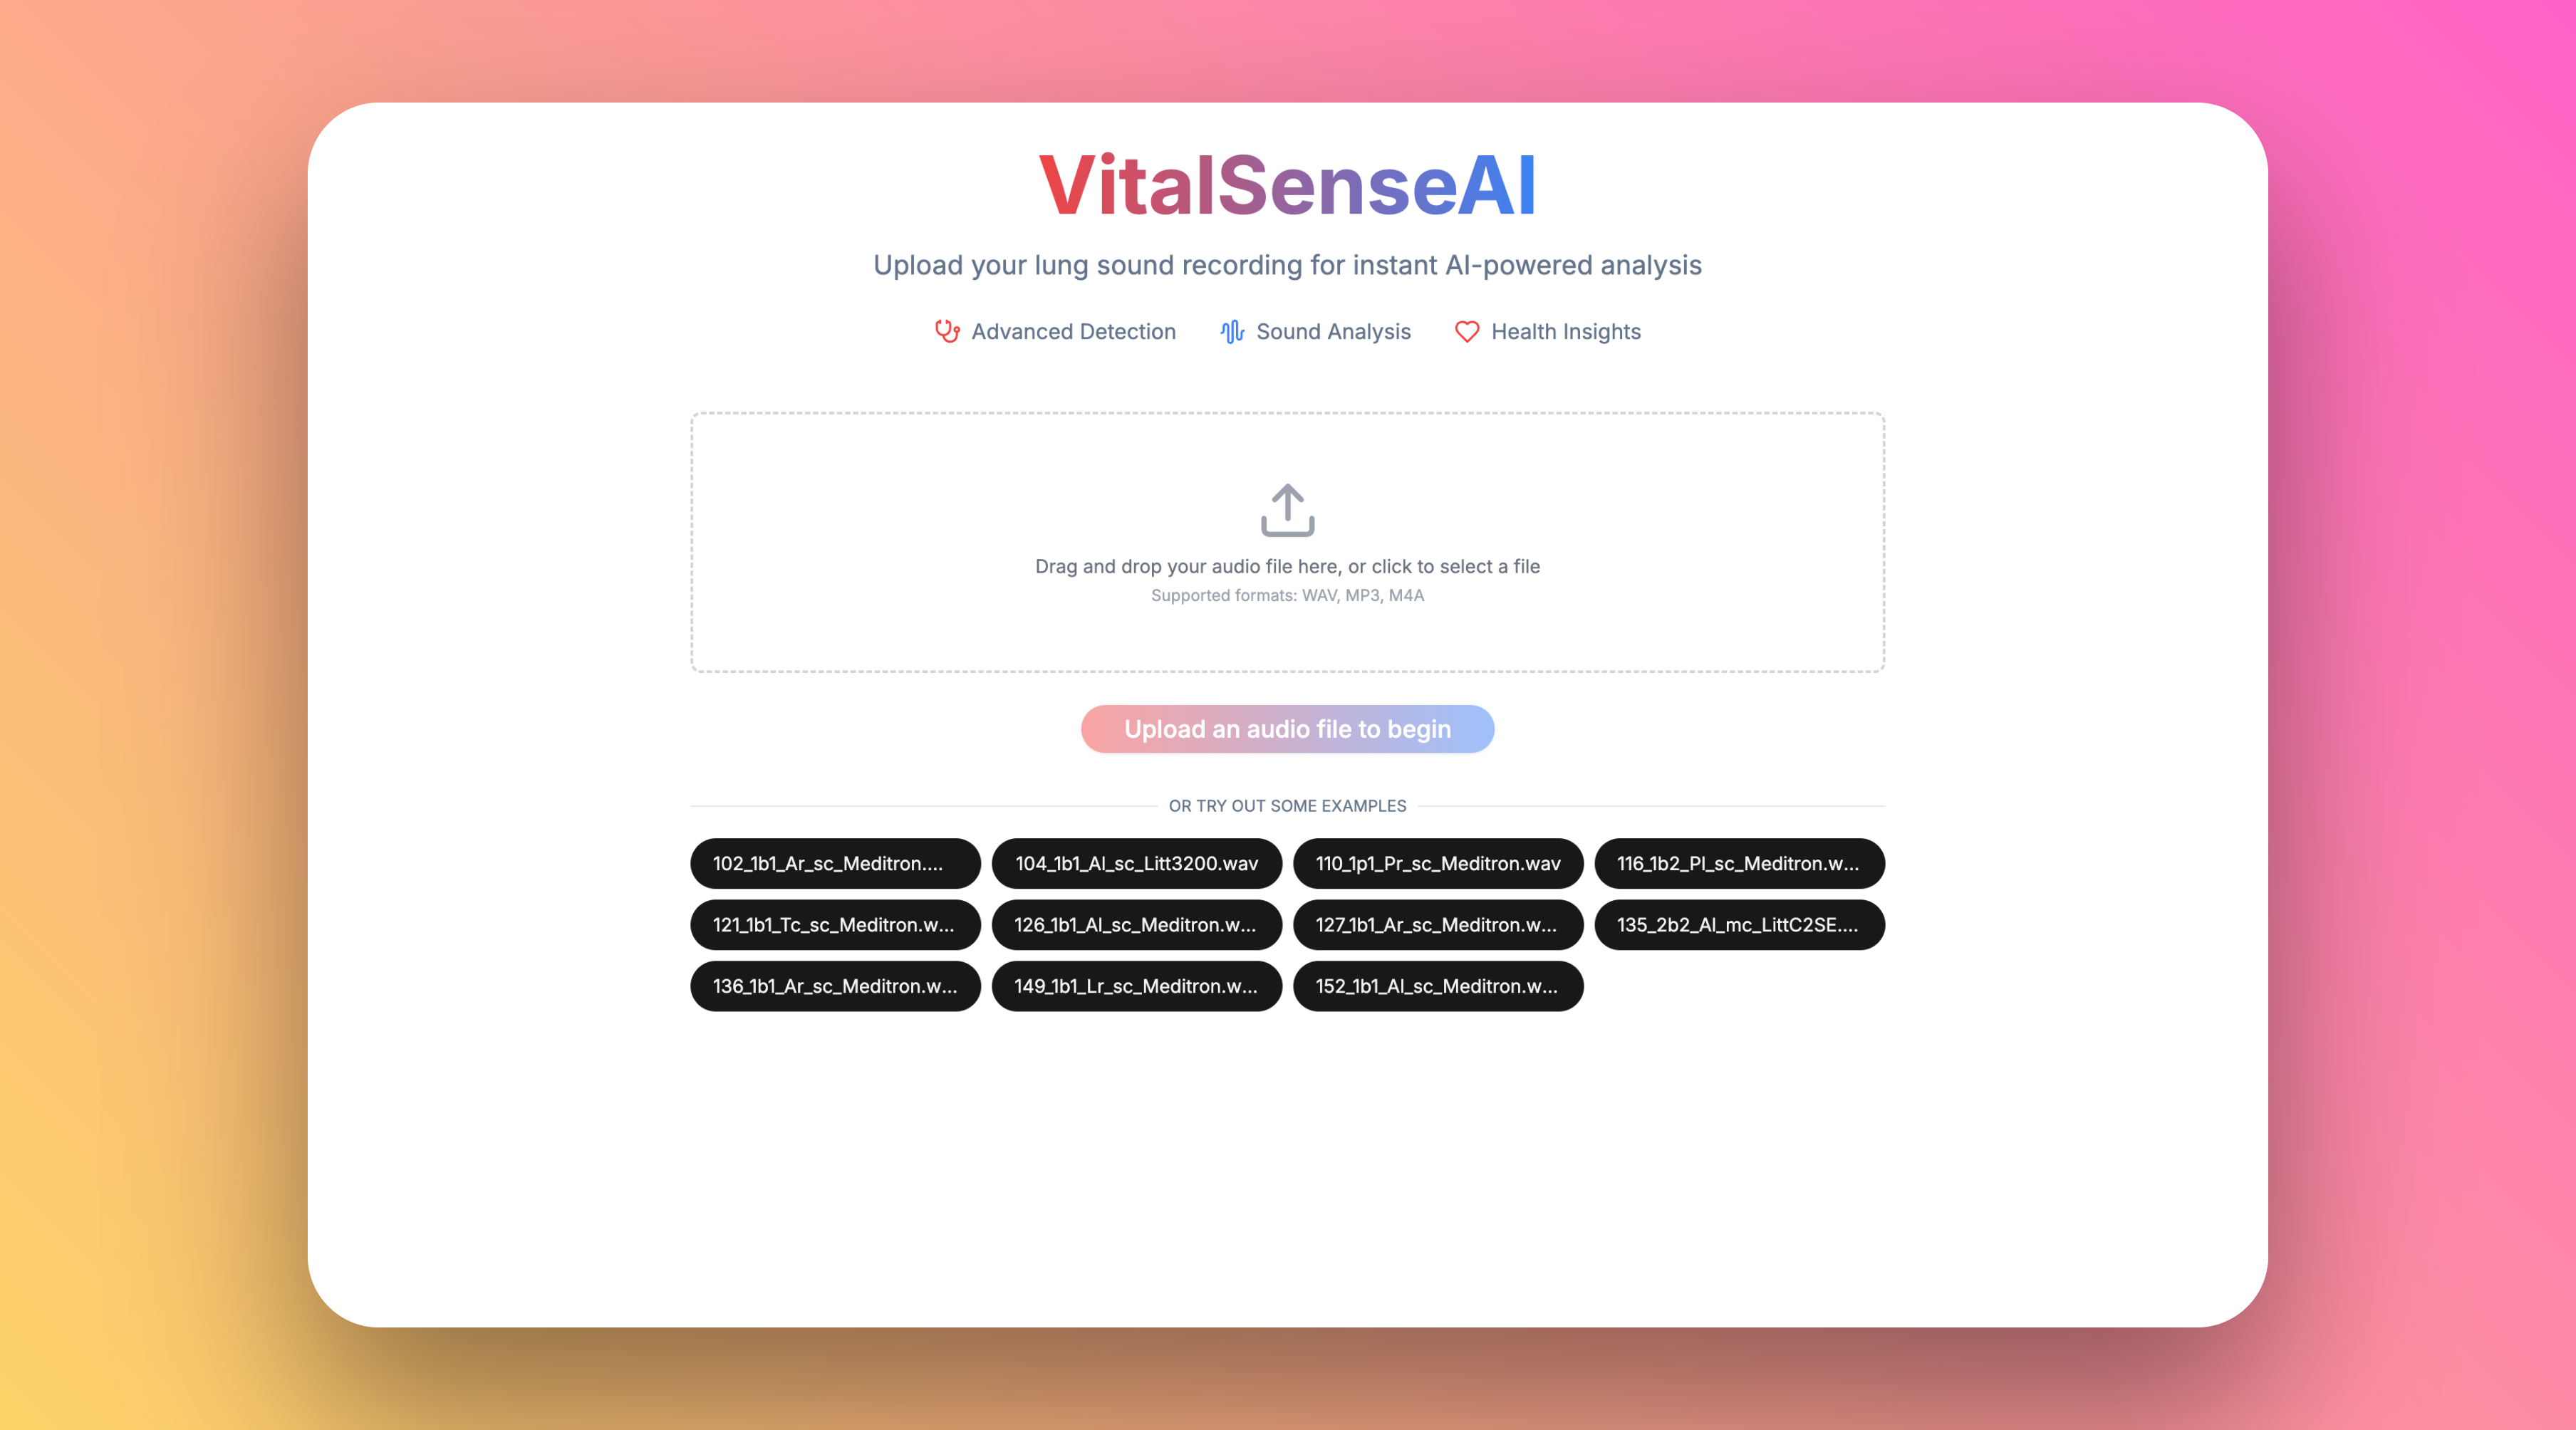 VitalSenseAI
Upload your lung sound recording for instant AI-powered analysis
Advanced Detection Sound Analysis Health Insights
Drag and drop your audio file here, or click to select a file
Supported formats: WAV, MP3, M4A
Upload an audio file to begin
OR TRY OUT SOME EXAMPLES
102_1b1_Ar_sc_Meditron.... 104_1b1_Al_sc_Litt3200.wav 110_1p1_Pr_sc_Meditron.wav 116_1b2_Pl_sc_Meditron.w...
121_1b1_Tc_sc_Meditron.w... 126_1b1_Al_sc_Meditron.w... 127_1b1_Ar_sc_Meditron.w... 135_2b2_Al_mc_LittC2SE....
136_1b1_Ar_sc_Meditron.w... 149_1b1_Lr_sc_Meditron.w... 152_1b1_Al_sc_Meditron.w...